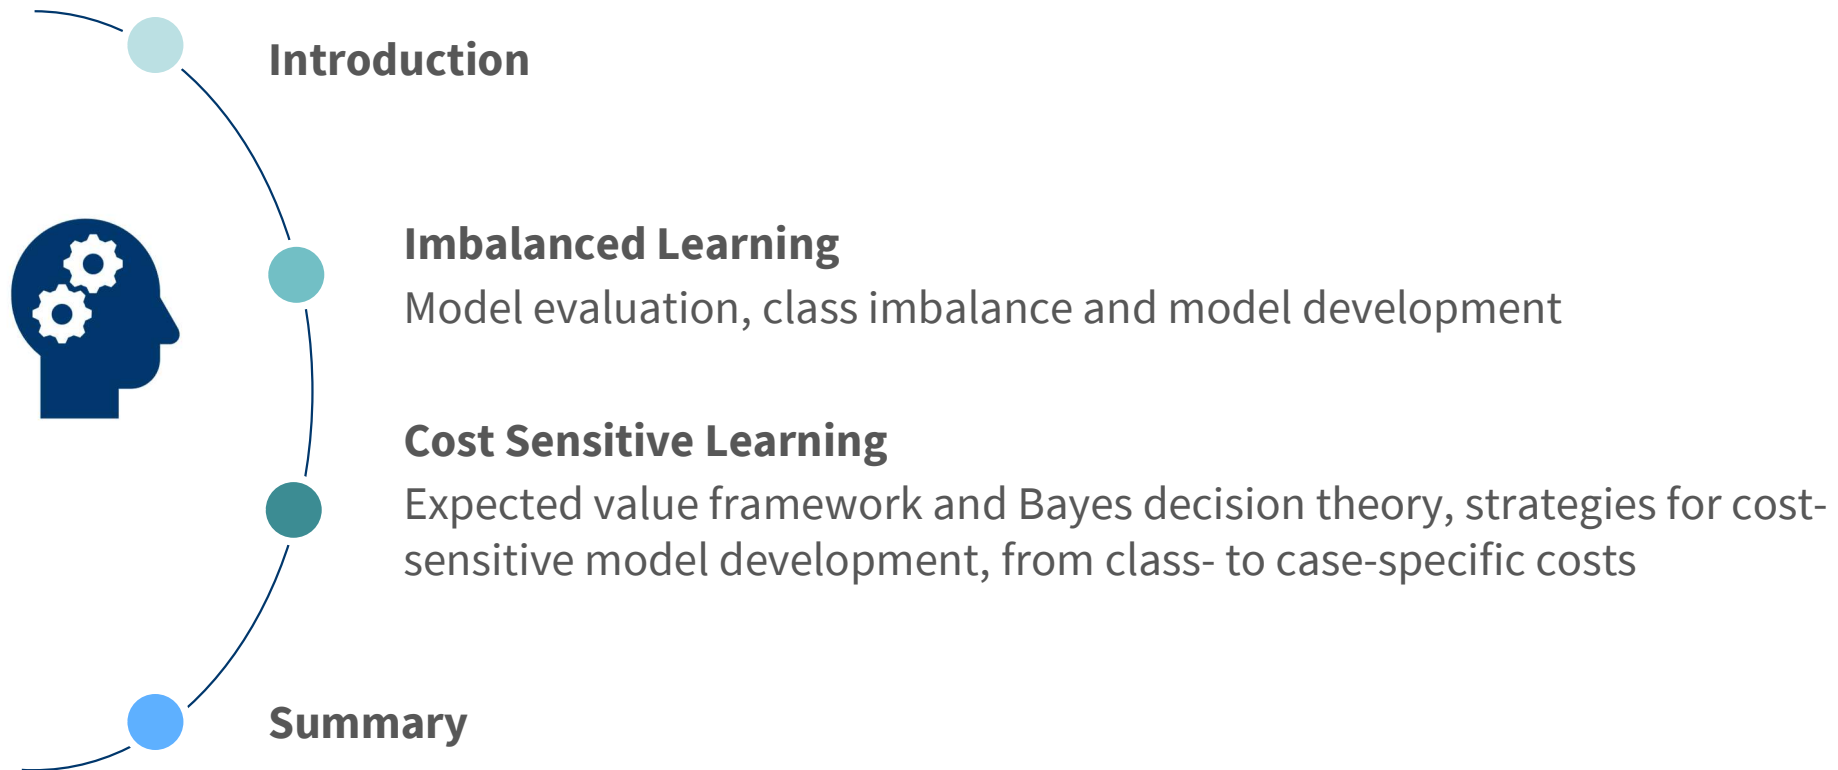 Introduction
Imbalanced Learning
Model evaluation, class imbalance and model development
Cost Sensitive Learning
Expected value framework and Bayes decision theory, strategies for cost-
sensitive model development, from class- to case-specific costs
Summary